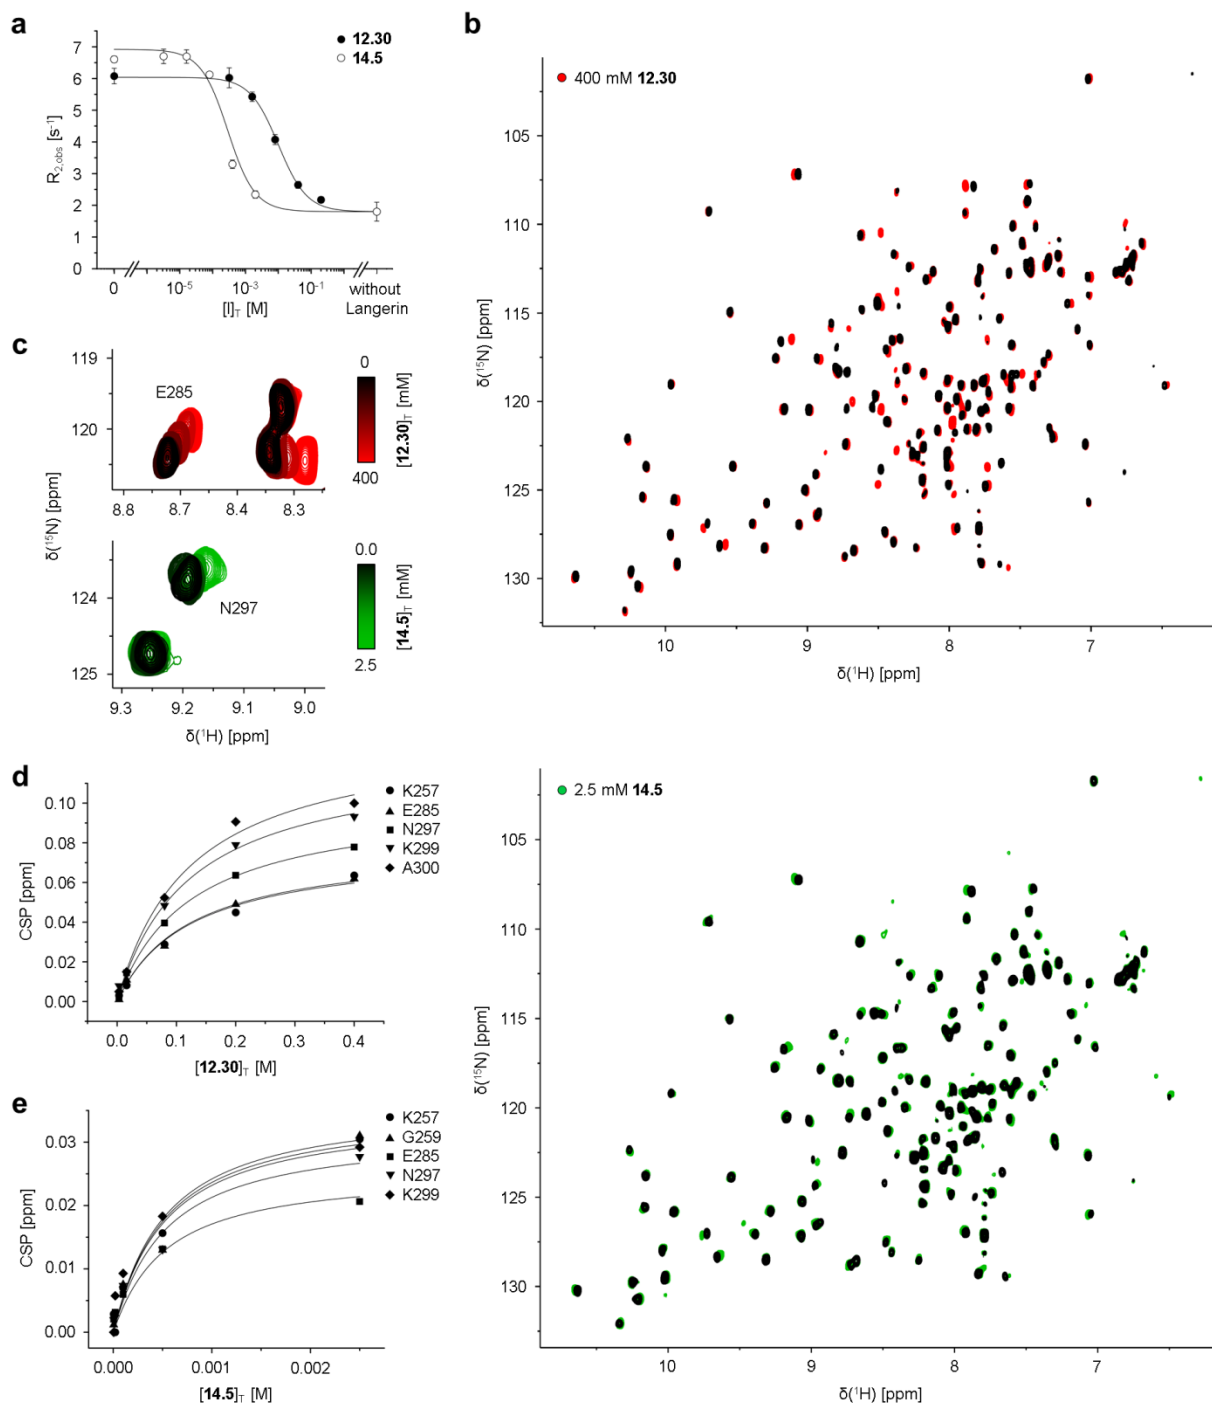 a
12.30
14.5
7
6
5
4
3
2
1
0
R2,obs [s⁻¹]
0
10⁻⁵
10⁻³
10⁻¹
without
Langerin
[I]T [M]
b
400 mM 12.30
105
110
115
120
125
130
δ(¹⁵N) [ppm]
10
9
8
7
δ(¹H) [ppm]
c
119
120
E285
0
400
[12.30]T [mM]
8.8
8.7
8.4
8.3
δ(¹⁵N) [ppm]
124
125
N297
0.0
2.5
[14.5]T [mM]
9.3
9.2
9.1
9.0
δ(¹H) [ppm]
d
0.10
0.08
0.06
0.04
0.02
0.00
CSP [ppm]
K257
E285
N297
K299
A300
0.0
0.1
0.2
0.3
0.4
[12.30]T [M]
2.5 mM 14.5
105
110
115
120
125
130
δ(¹⁵N) [ppm]
10
9
8
7
δ(¹H) [ppm]
e
0.03
0.02
0.01
0.00
CSP [ppm]
K257
G259
E285
N297
K299
0.000
0.001
0.002
[14.5]T [M]